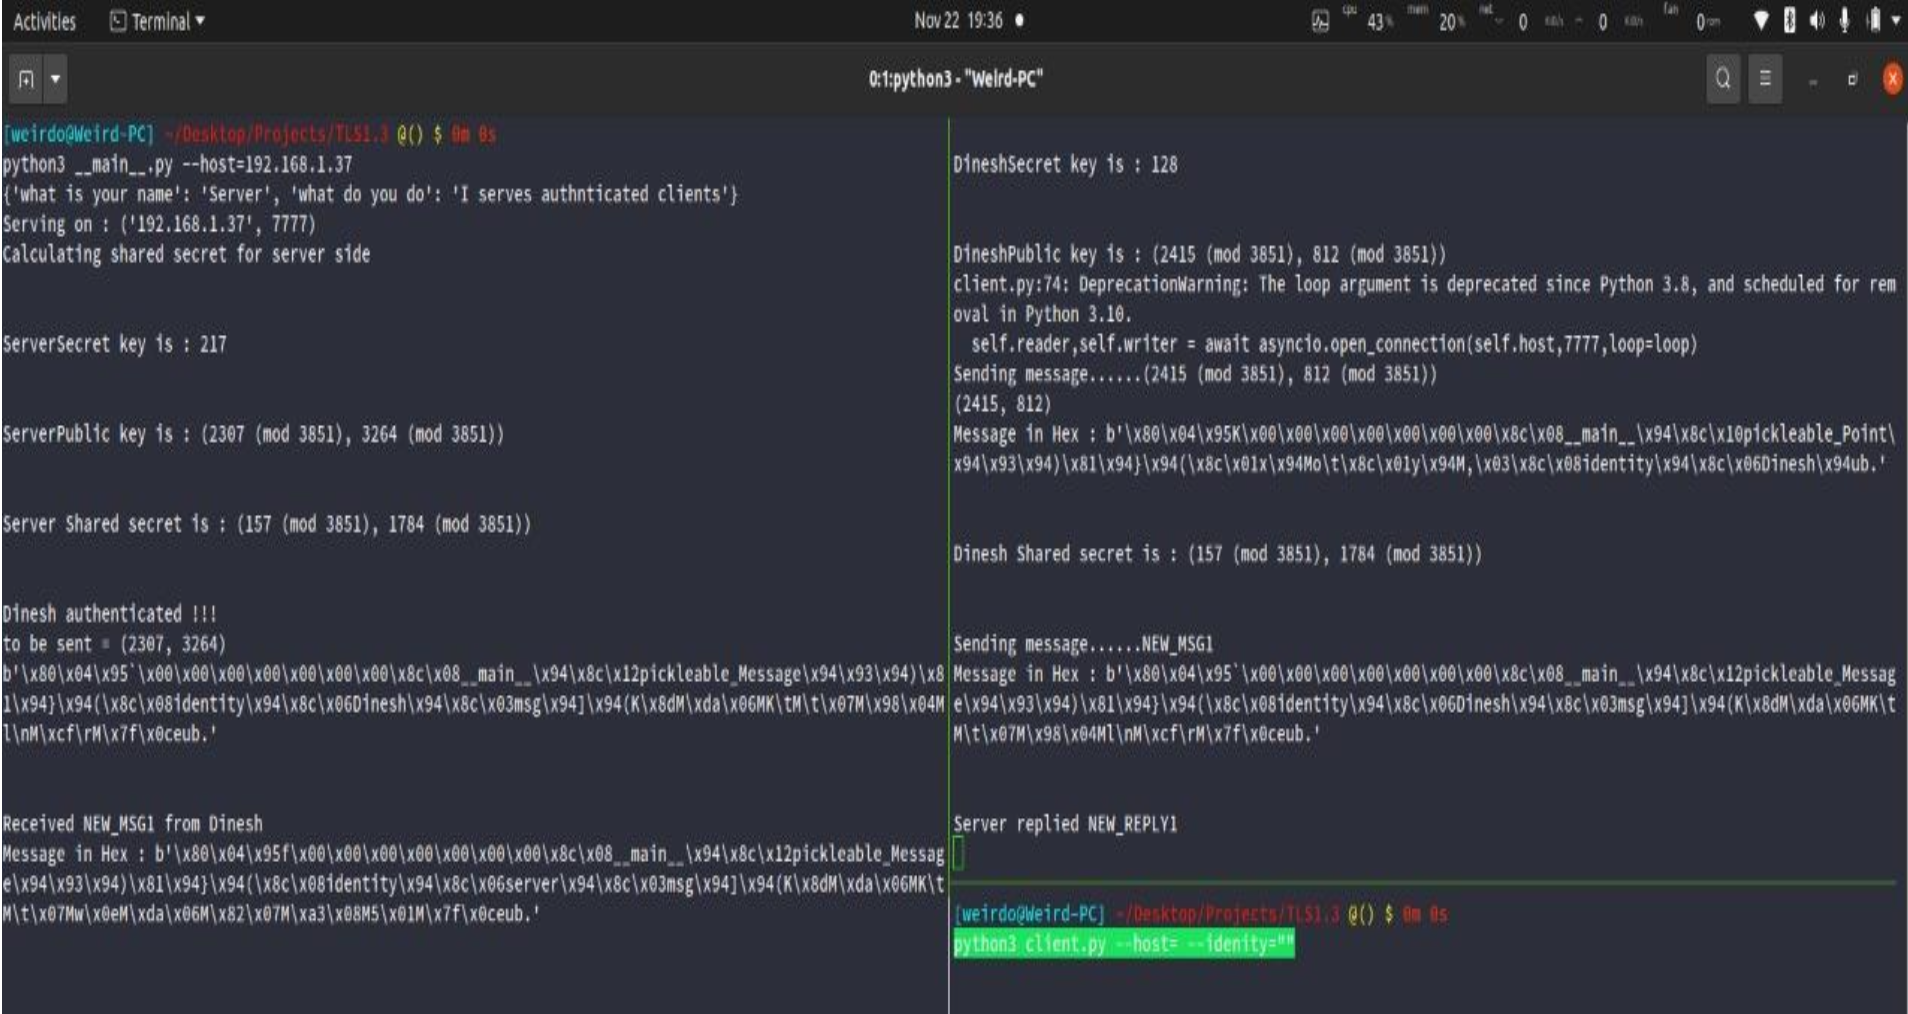 Activities Terminal Nov 22 19:36 cpu 43% mem 20% net 0 KB/s 0 KB/s fan 0 rpm
0:1:python3 - "Weird-PC"
[weirdo@Weird-PC] ~/Desktop/Projects/TLS1.3 @() $ 0m 0s
python3 __main__.py --host=192.168.1.37
{'what is your name': 'Server', 'what do you do': 'I serves authnticated clients'}
Serving on : ('192.168.1.37', 7777)
Calculating shared secret for server side
ServerSecret key is : 217
ServerPublic key is : (2307 (mod 3851), 3264 (mod 3851))
Server Shared secret is : (157 (mod 3851), 1784 (mod 3851))
Dinesh authenticated !!!
to be sent = (2307, 3264)
b'\x80\x04\x95`\x00\x00\x00\x00\x00\x00\x00\x8c\x08__main__\x94\x8c\x12pickleable_Message\x94\x93\x94)\x8
1\x94}\x94(\x8c\x08identity\x94\x8c\x06Dinesh\x94\x8c\x03msg\x94]\x94(K\x8dM\xda\x06MK\tM\t\x07M\x98\x04M
l\nM\xcf\rM\x7f\x0ceub.'
Received NEW_MSG1 from Dinesh
Message in Hex : b'\x80\x04\x95f\x00\x00\x00\x00\x00\x00\x00\x8c\x08__main__\x94\x8c\x12pickleable_Messag
e\x94\x93\x94)\x81\x94}\x94(\x8c\x08identity\x94\x8c\x06server\x94\x8c\x03msg\x94]\x94(K\x8dM\xda\x06MK\t
M\t\x07Mw\x0eM\xda\x06M\x82\x07M\xa3\x08M5\x01M\x7f\x0ceub.'
DineshSecret key is : 128
DineshPublic key is : (2415 (mod 3851), 812 (mod 3851))
client.py:74: DeprecationWarning: The loop argument is deprecated since Python 3.8, and scheduled for rem
oval in Python 3.10.
self.reader,self.writer = await asyncio.open_connection(self.host,7777,loop=loop)
Sending message......(2415 (mod 3851), 812 (mod 3851))
(2415, 812)
Message in Hex : b'\x80\x04\x95K\x00\x00\x00\x00\x00\x00\x00\x8c\x08__main__\x94\x8c\x10pickleable_Point\
x94\x93\x94)\x81\x94}\x94(\x8c\x01x\x94Mo\t\x8c\x01y\x94M,\x03\x8c\x08identity\x94\x8c\x06Dinesh\x94ub.'
Dinesh Shared secret is : (157 (mod 3851), 1784 (mod 3851))
Sending message......NEW_MSG1
Message in Hex : b'\x80\x04\x95`\x00\x00\x00\x00\x00\x00\x00\x8c\x08__main__\x94\x8c\x12pickleable_Messag
e\x94\x93\x94)\x81\x94}\x94(\x8c\x08identity\x94\x8c\x06Dinesh\x94\x8c\x03msg\x94]\x94(K\x8dM\xda\x06MK\t
M\t\x07M\x98\x04Ml\nM\xcf\rM\x7f\x0ceub.'
Server replied NEW_REPLY1
[weirdo@Weird-PC] ~/Desktop/Projects/TLS1.3 @() $ 0m 0s
python3 client.py --host= --idenity=""